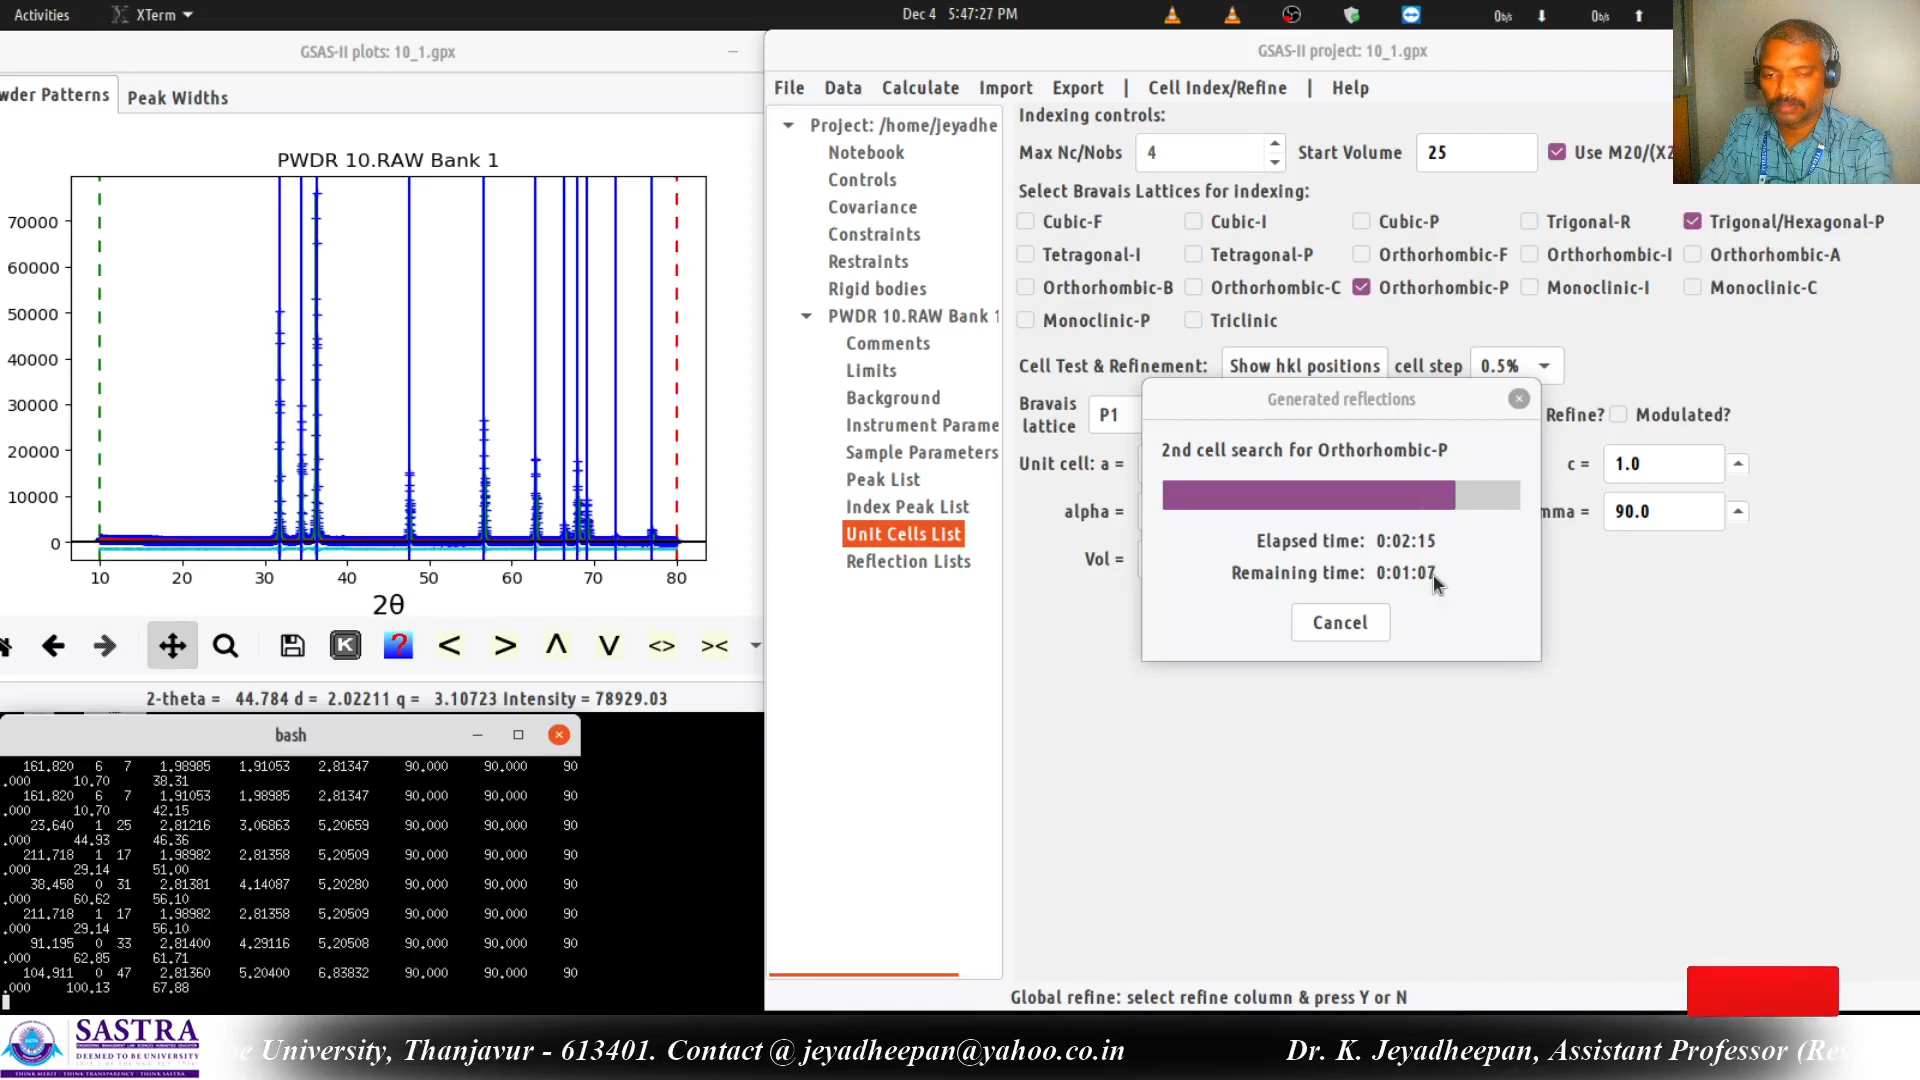 Activities
XTerm
Dec 4 5:47:27 PM
GSAS-II plots: 10_1.gpx
wder Patterns
Peak Widths
PWDR 10.RAW Bank 1
70000
60000
50000
40000
30000
20000
10000
0
10 20 30 40 50 60 70 80
2θ
K
?
< > <> ><
2-theta = 44.784 d = 2.02211 q = 3.10723 Intensity = 78929.03
bash
161.820 6 7 1.98985 1.91053 2.81347 90.000 90.000 90
.000 10.70 38.31
161.820 6 7 1.91053 1.98985 2.81347 90.000 90.000 90
.000 10.70 42.15
23.640 1 25 2.81216 3.06863 5.20659 90.000 90.000 90
.000 44.93 46.36
211.718 1 17 1.98982 2.81358 5.20509 90.000 90.000 90
.000 29.14 51.00
38.458 0 31 2.81381 4.14087 5.20280 90.000 90.000 90
.000 60.62 56.10
211.718 1 17 1.98982 2.81358 5.20509 90.000 90.000 90
.000 29.14 56.10
91.195 0 33 2.81400 4.29116 5.20508 90.000 90.000 90
.000 62.85 61.71
104.911 0 47 2.81360 5.20400 6.83832 90.000 90.000 90
.000 100.13 67.88
GSAS-II project: 10_1.gpx
File Data Calculate Import Export | Cell Index/Refine | Help
Project: /home/jeyadhe
Notebook
Controls
Covariance
Constraints
Restraints
Rigid bodies
PWDR 10.RAW Bank 1
Comments
Limits
Background
Instrument Parame
Sample Parameters
Peak List
Index Peak List
Unit Cells List
Reflection Lists
Indexing controls:
Max Nc/Nobs 4 Start Volume 25 Use M20/(X2
Select Bravais Lattices for indexing:
Cubic-F Cubic-I Cubic-P Trigonal-R Trigonal/Hexagonal-P
Tetragonal-I Tetragonal-P Orthorhombic-F Orthorhombic-I Orthorhombic-A
Orthorhombic-B Orthorhombic-C Orthorhombic-P Monoclinic-I Monoclinic-C
Monoclinic-P Triclinic
Cell Test & Refinement: Show hkl positions cell step 0.5%
Bravais
lattice P1 Refine? Modulated?
Unit cell: a = c = 1.0
alpha = mma = 90.0
Vol =
Generated reflections
2nd cell search for Orthorhombic-P
Elapsed time: 0:02:15
Remaining time: 0:01:07
Cancel
Global refine: select refine column & press Y or N
SASTRA
DEEMED TO BE UNIVERSITY
THINK MERIT | THINK TRANSPARENCY | THINK SASTRA
be University, Thanjavur - 613401. Contact @ jeyadheepan@yahoo.co.in
Dr. K. Jeyadheepan, Assistant Professor (Res